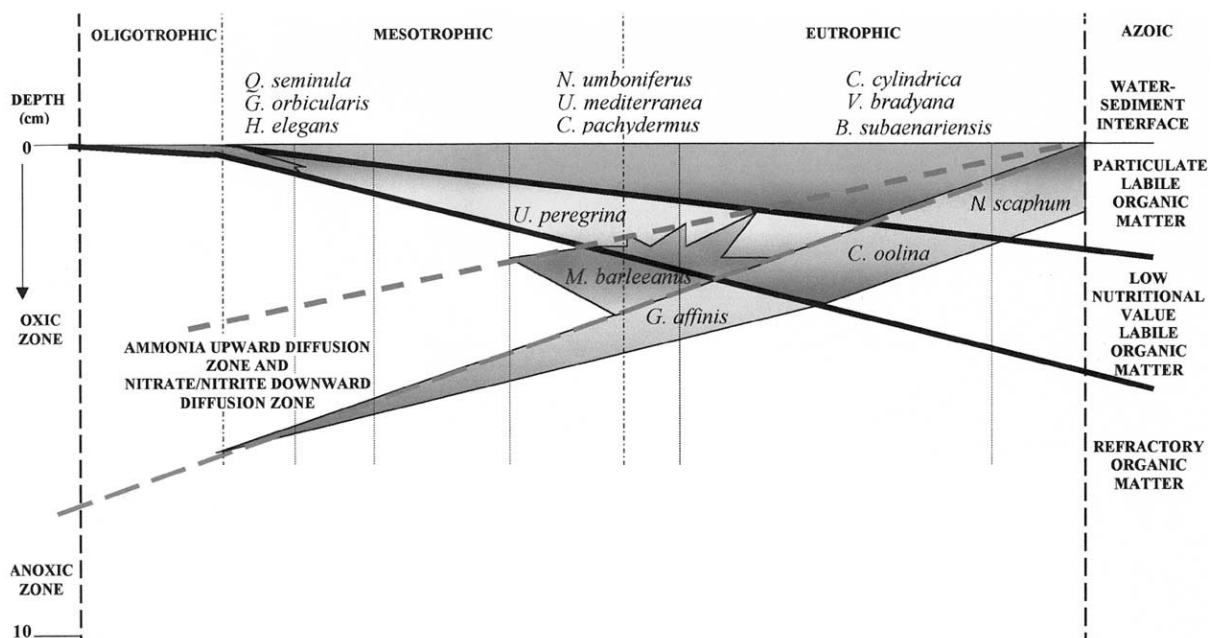 OLIGOTROPHIC
MESOTROPHIC
EUTROPHIC
AZOIC
Q. seminula
G. orbicularis
H. elegans
N. umboniferus
U. mediterranea
C. pachydermus
C. cylindrica
V. bradyana
B. subaenariensis
WATER-
SEDIMENT
INTERFACE
DEPTH
(cm)
0
OXIC
ZONE
ANOXIC
ZONE
10
U. peregrina
M. barleeanus
G. affinis
C. oolina
N. scaphum
AMMONIA UPWARD DIFFUSION
ZONE AND
NITRATE/NITRITE DOWNWARD
DIFFUSION ZONE
PARTICULATE
LABILE
ORGANIC
MATTER
LOW
NUTRITIONAL
VALUE
LABILE
ORGANIC
MATTER
REFRACTORY
ORGANIC
MATTER